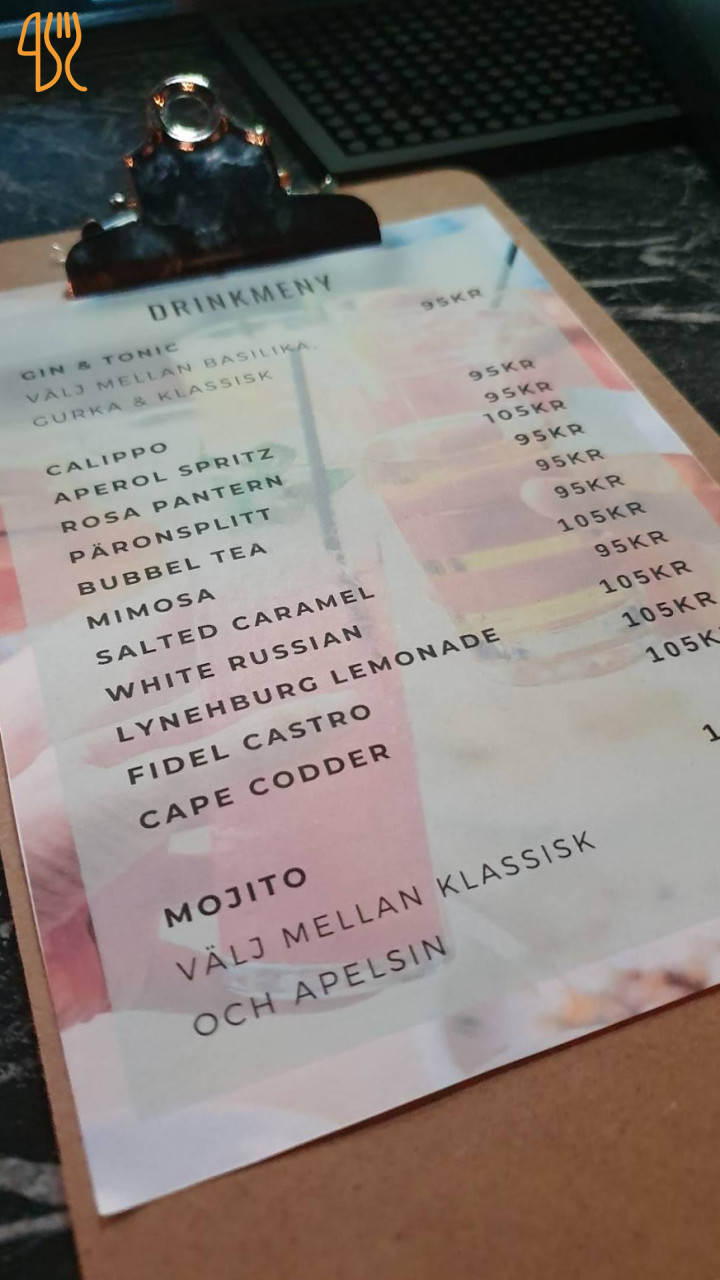 DRINKMENY
GIN & TONIC 95KR
VÄLJ MELLAN BASILIKA,
GURKA & KLASSISK
CALIPPO 95KR
APEROL SPRITZ 95KR
ROSA PANTERN 105KR
PÄRONSPLITT 95KR
BUBBEL TEA 95KR
MIMOSA 95KR
SALTED CARAMEL 105KR
WHITE RUSSIAN 95KR
LYNEHBURG LEMONADE 105KR
FIDEL CASTRO 105KR
CAPE CODDER 105K
MOJITO
VÄLJ MELLAN KLASSISK
OCH APELSIN